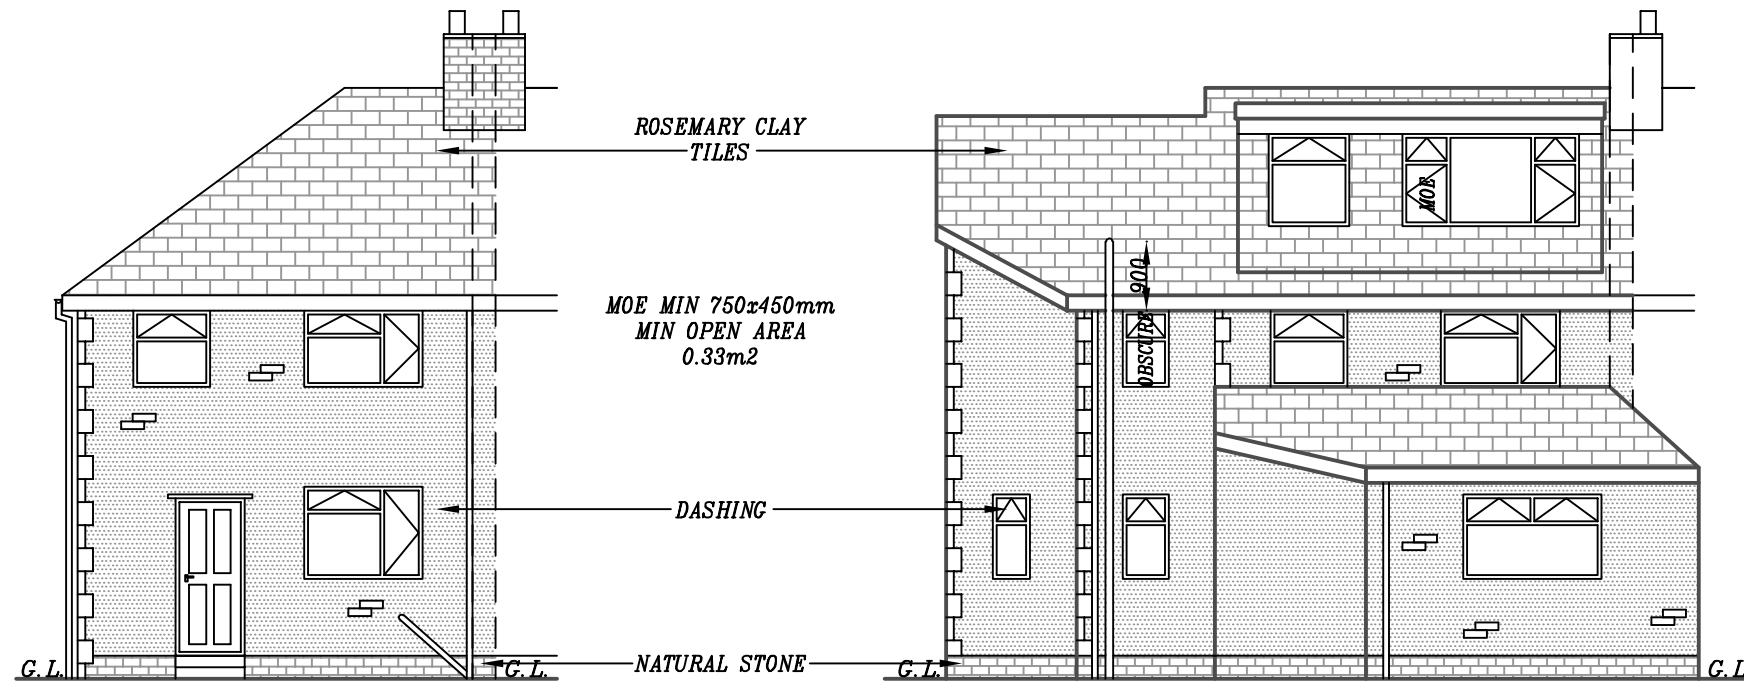 ROSEMARY CLAY
TILES
MOE
900
MOE MIN 750x450mm
MIN OPEN AREA
0.33m2
OBSCURE
DASHING
G.L.
G.L.
NATURAL STONE
G.L.
G.L